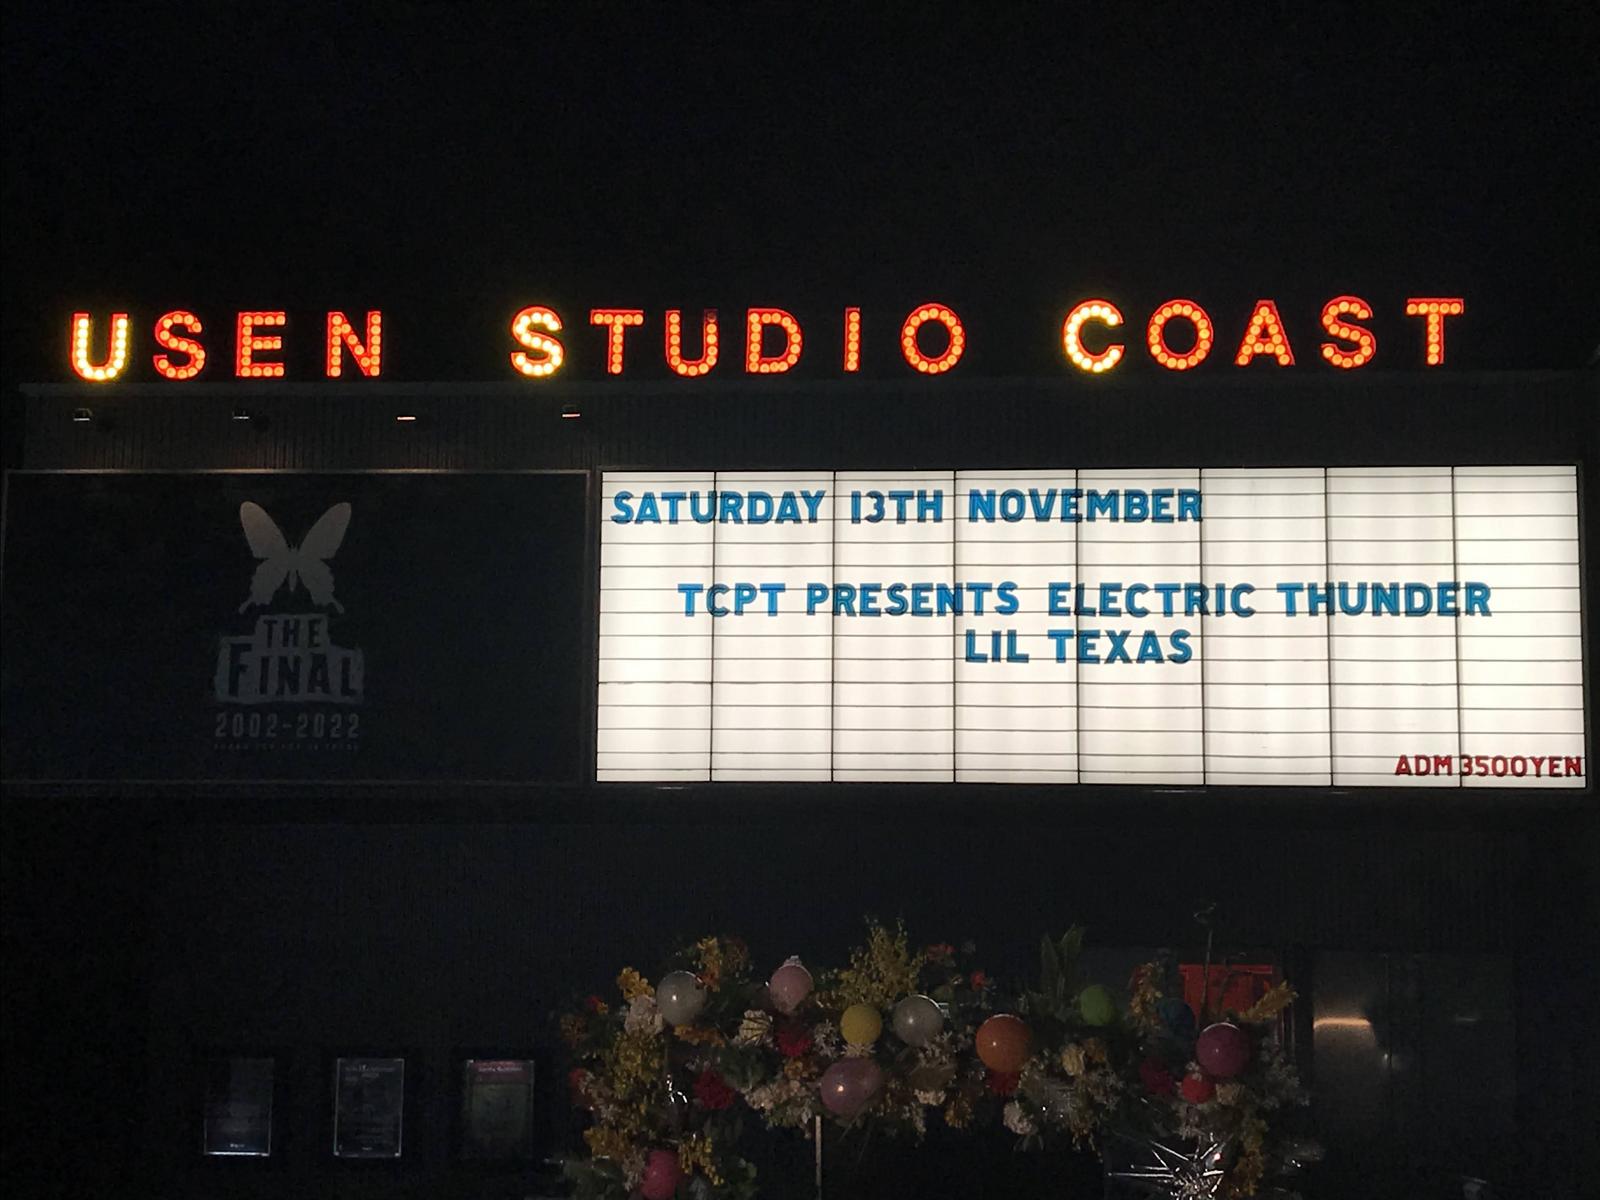 USEN STUDIO COAST
SATURDAY 13TH NOVEMBER
TCPT PRESENTS ELECTRIC THUNDER
LIL TEXAS
ADM 3500YEN
THE
FINAL
2002-2022